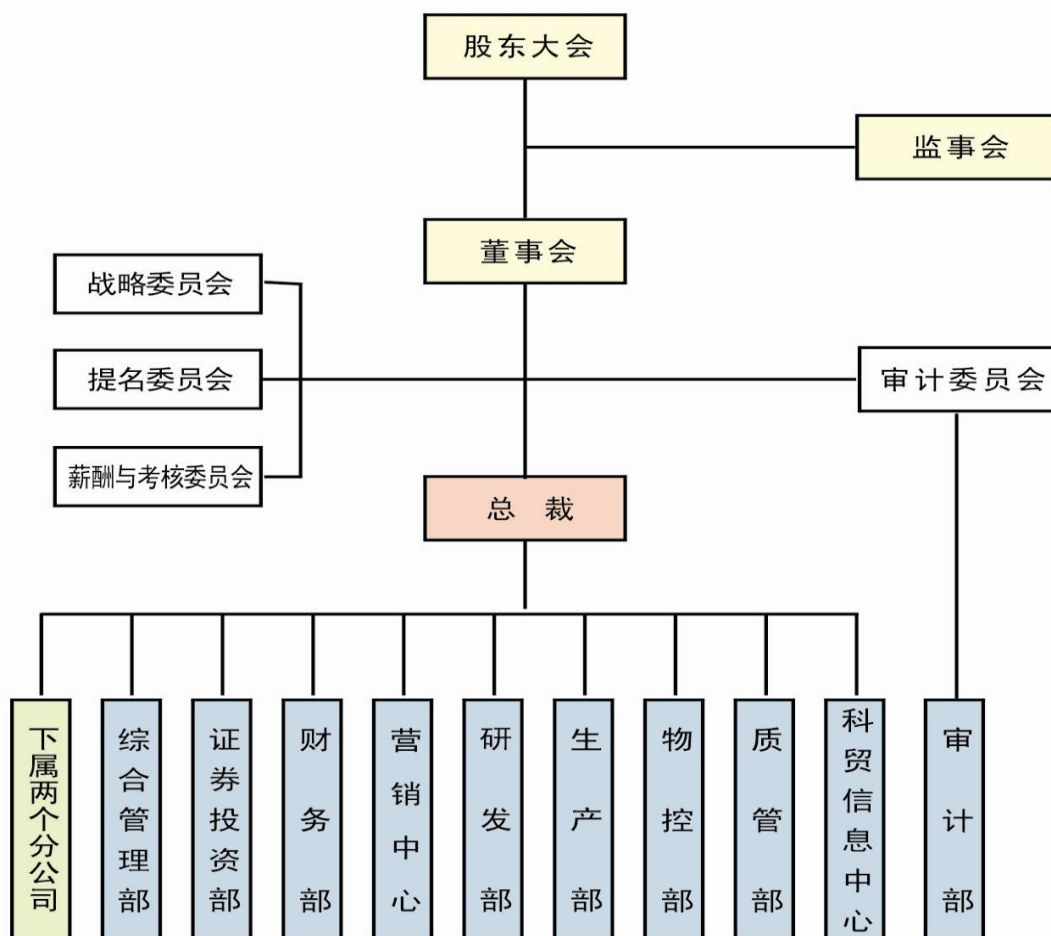 股东大会
监事会
董事会
战略委员会
提名委员会
审计委员会
薪酬与考核委员会
总裁
下属两个分公司
综合管理部
证券投资部
财务部
营销中心
研发部
生产部
物控部
质管部
科贸信息中心
审计部